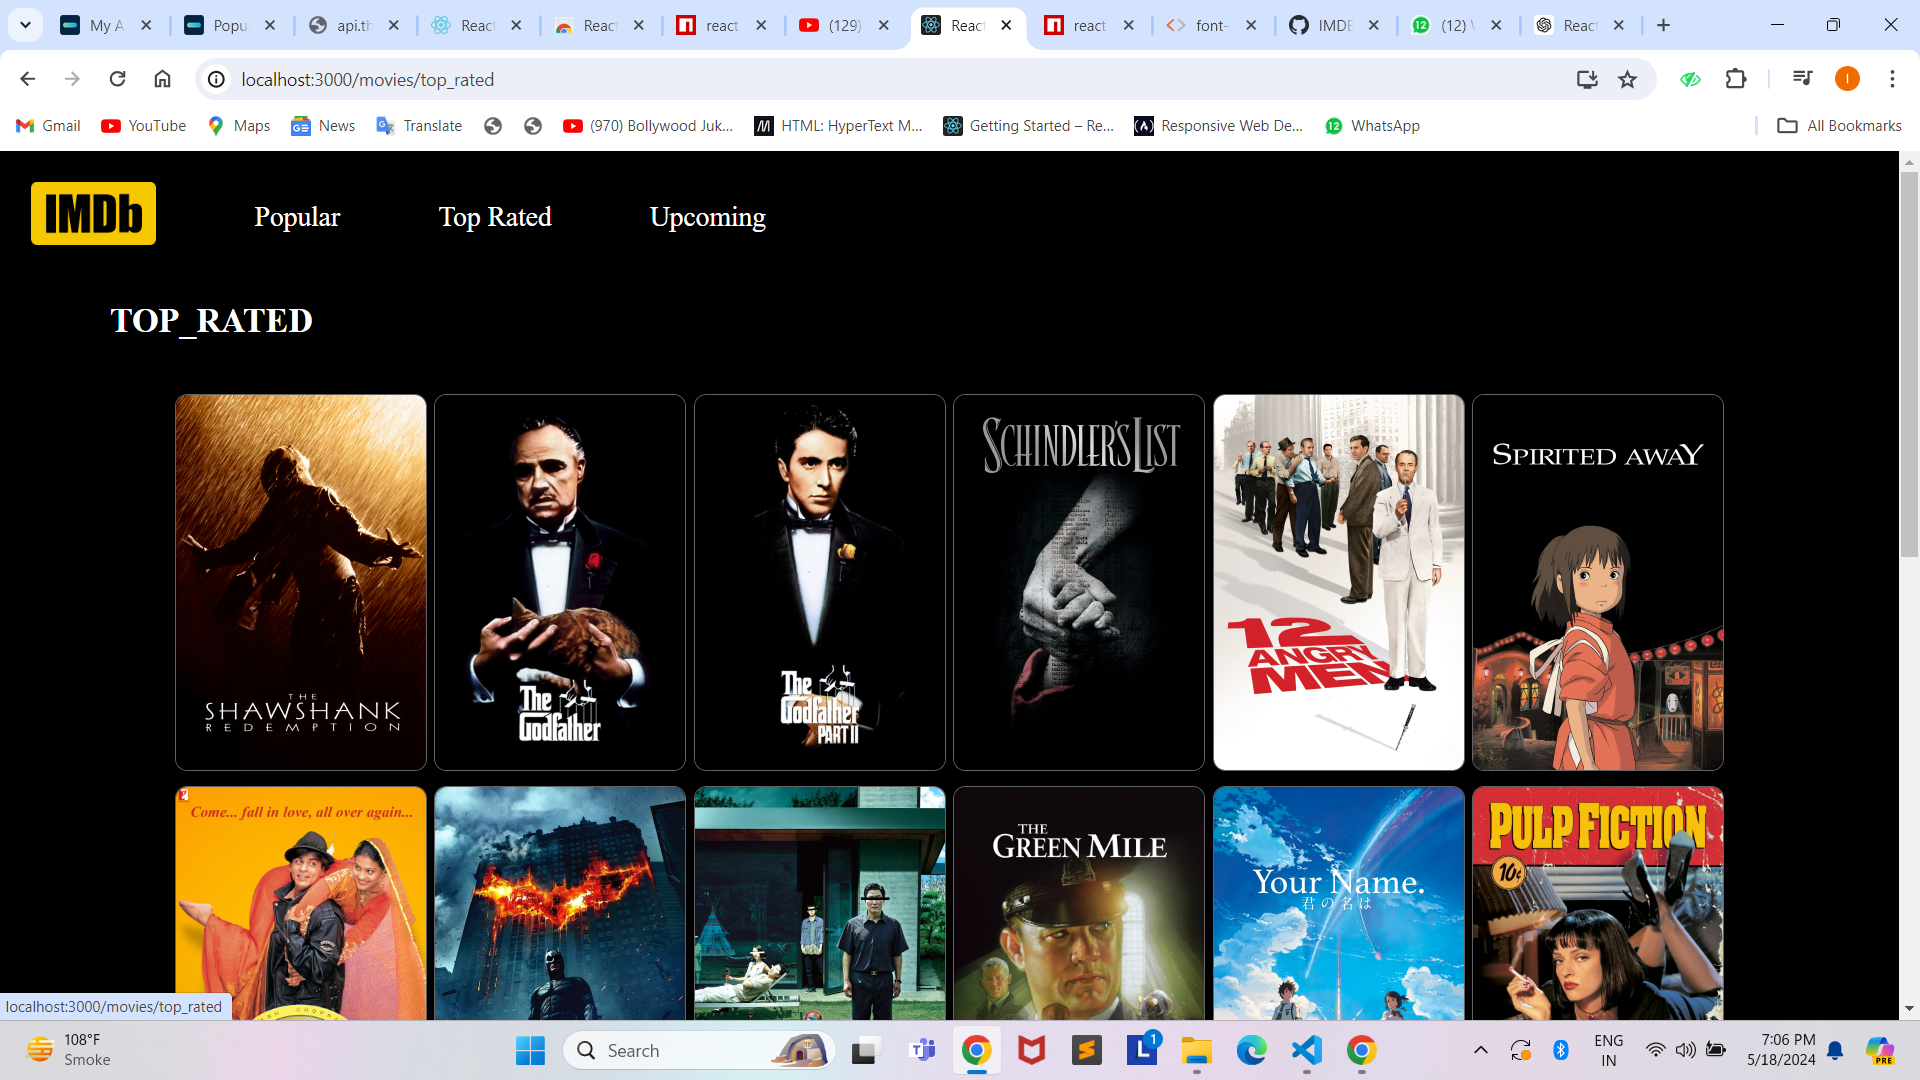 My A
Popu
api.th
React
React
react
(129)
React
react
font-
IMDB
(12)
React
localhost:3000/movies/top_rated
I
Gmail
YouTube
Maps
News
Translate
(970) Bollywood Juk...
HTML: HyperText M...
Getting Started – Re...
Responsive Web De...
WhatsApp
All Bookmarks
IMDb
Popular
Top Rated
Upcoming
TOP_RATED
THE
SHAWSHANK
REDEMPTION
The
Godfather
The
Godfather
PART II
SCHINDLER'S LIST
12
ANGRY
MEN
SPIRITED AWAY
Come... fall in love, all over again...
THE
GREEN MILE
Your Name.
君の名は
PULP FICTION
10¢
localhost:3000/movies/top_rated
108°F
Smoke
Search
1
ENG
IN
7:06 PM
5/18/2024
PRE